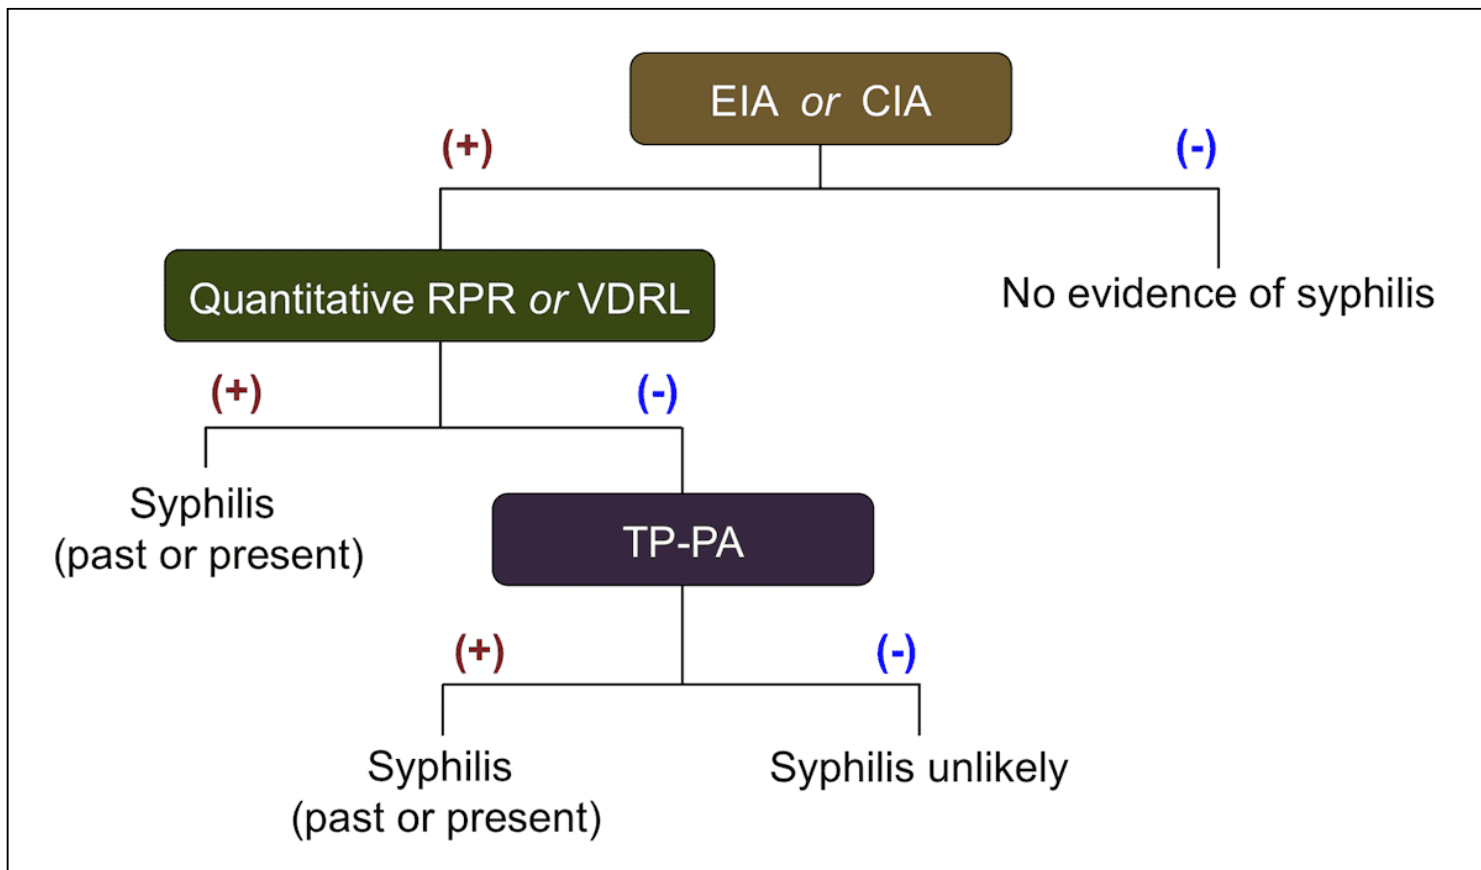 EIA or CIA
(+)
(-)
Quantitative RPR or VDRL
No evidence of syphilis
(+)
(-)
Syphilis
(past or present)
TP-PA
(+)
(-)
Syphilis
(past or present)
Syphilis unlikely